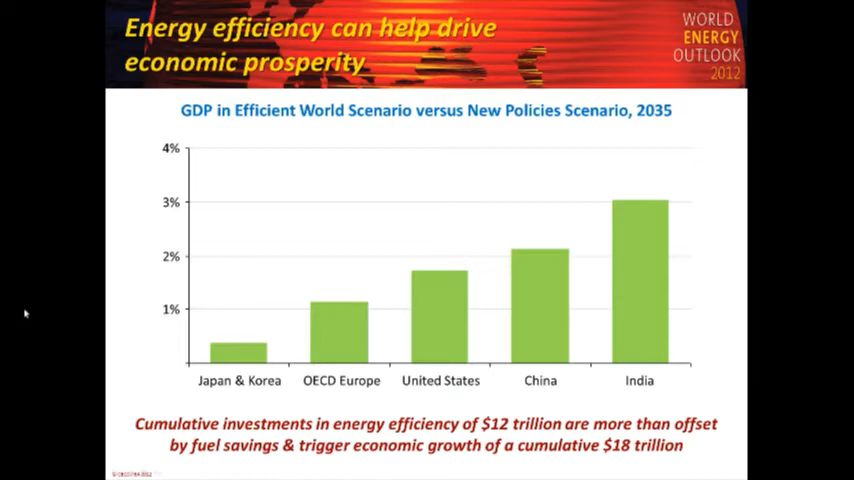 Energy efficiency can help drive
economic prosperity
WORLD
ENERGY
OUTLOOK
2012
GDP in Efficient World Scenario versus New Policies Scenario, 2035
4%
3%
2%
1%
Japan & Korea
OECD Europe
United States
China
India
Cumulative investments in energy efficiency of $12 trillion are more than offset
by fuel savings & trigger economic growth of a cumulative $18 trillion